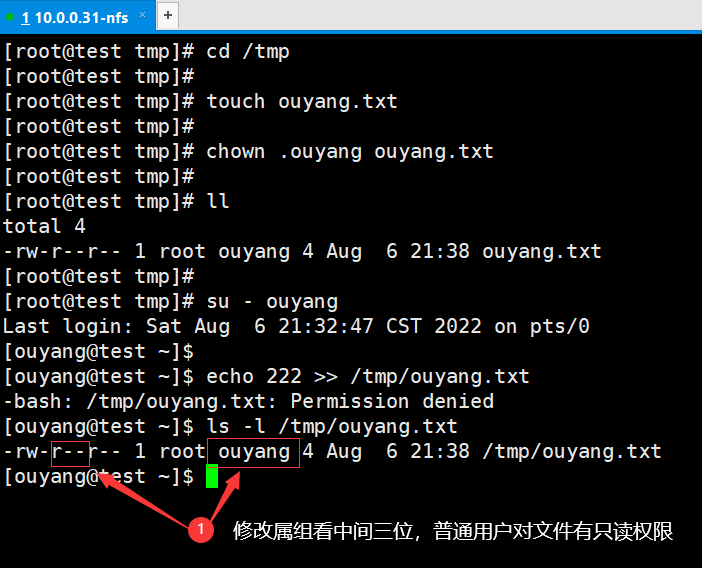 1 10.0.0.31-nfs × +
[root@test tmp]# cd /tmp
[root@test tmp]#
[root@test tmp]# touch ouyang.txt
[root@test tmp]#
[root@test tmp]# chown .ouyang ouyang.txt
[root@test tmp]#
[root@test tmp]# ll
total 4
-rw-r--r-- 1 root ouyang 4 Aug  6 21:38 ouyang.txt
[root@test tmp]#
[root@test tmp]# su - ouyang
Last login: Sat Aug  6 21:32:47 CST 2022 on pts/0
[ouyang@test ~]$
[ouyang@test ~]$ echo 222 >> /tmp/ouyang.txt
-bash: /tmp/ouyang.txt: Permission denied
[ouyang@test ~]$ ls -l /tmp/ouyang.txt
-rw-r--r-- 1 root ouyang 4 Aug  6 21:38 /tmp/ouyang.txt
[ouyang@test ~]$
1 修改属组看中间三位，普通用户对文件有只读权限